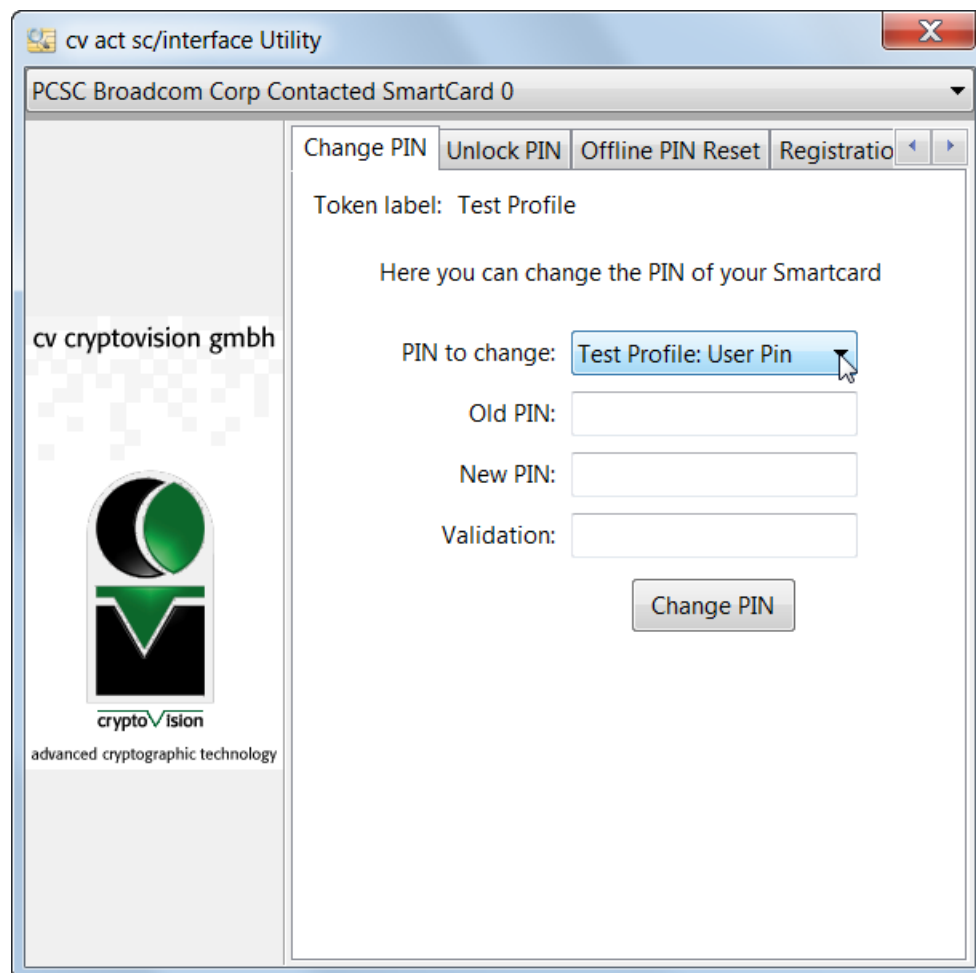 cv act sc/interface Utility
X
PCSC Broadcom Corp Contacted SmartCard 0
Change PIN Unlock PIN Offline PIN Reset Registratio
Token label: Test Profile
Here you can change the PIN of your Smartcard
cv cryptovision gmbh
PIN to change: Test Profile: User Pin
Old PIN:
New PIN:
Validation:
Change PIN
cryptoVision
advanced cryptographic technology